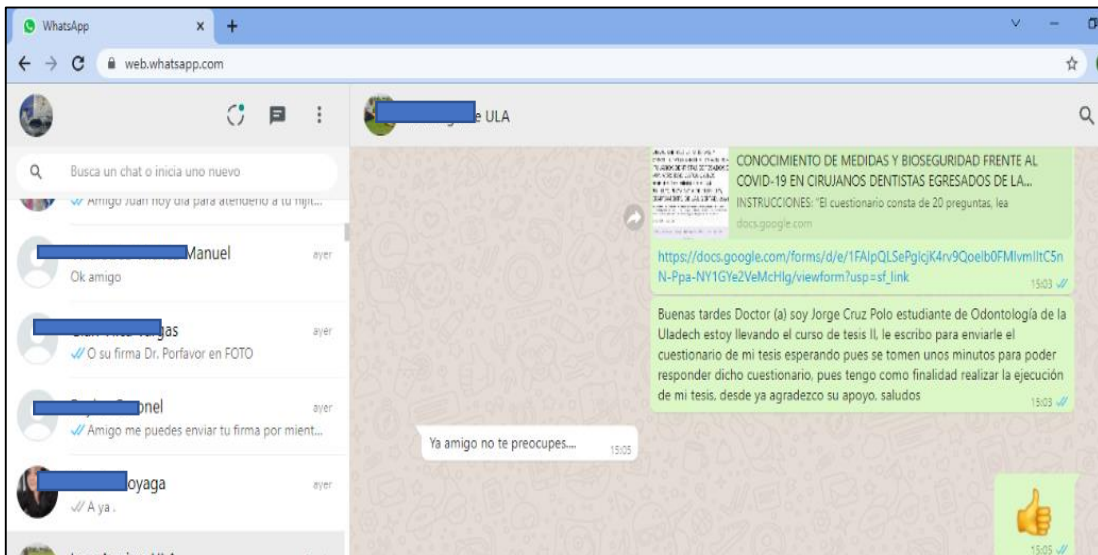 WhatsApp
web.whatsapp.com
e ULA
Busca un chat o inicia uno nuevo
Amigo Juan hoy dia para atenderlo a tu hijit...
Manuel
ayer
Ok amigo
gas
ayer
O su firma Dr. Porfavor en FOTO
onel
ayer
Amigo me puedes enviar tu firma por mient...
oyaga
ayer
A ya .
ULA
CONOCIMIENTO DE MEDIDAS Y BIOSEGURIDAD FRENTE AL
COVID-19 EN CIRUJANOS DENTISTAS EGRESADOS DE LA...
INSTRUCCIONES: "El cuestionario consta de 20 preguntas, lea
docs.google.com
https://docs.google.com/forms/d/e/
viewform?usp=sf_link
15:03
Buenas tardes Doctor (a) soy Jorge Cruz Polo estudiante de Odontología de la
Uladech estoy llevando el curso de tesis II, le escribo para enviarle el
cuestionario de mi tesis esperando pues se tomen unos minutos para poder
responder dicho cuestionario, pues tengo como finalidad realizar la ejecución
de mi tesis, desde ya agradezco su apoyo, saludos
15:03
Ya amigo no te preocupes....
15:05
15:05